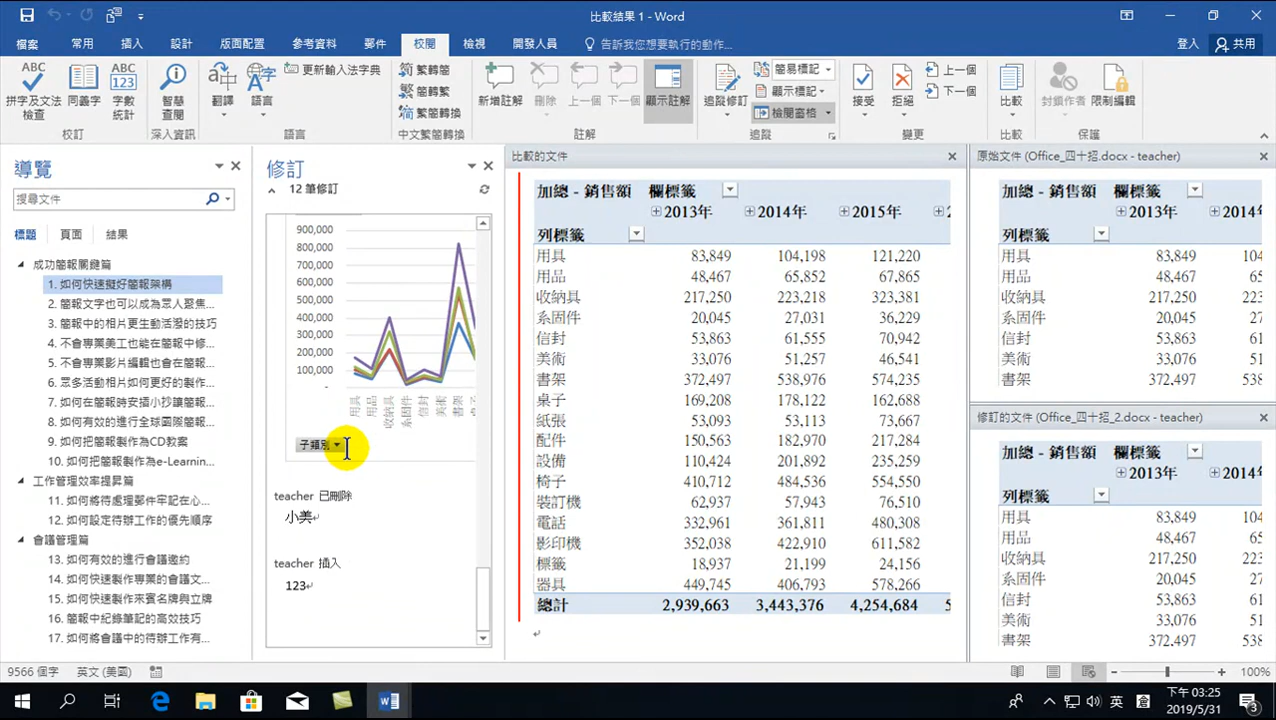 比較結果 1 - Word
檔案 常用 插入 設計 版面配置 參考資料 郵件 校閱 檢視 開發人員 告訴我您想要執行的動作... 登入 共用
ABC 拼字及文法檢查
同義字
ABC 123 字數統計
校訂
智慧查閱
深入資訊
翻譯
語言
更新輸入法字典
語言
繁轉簡
簡轉繁
繁簡轉換
中文繁簡轉換
新增註解
刪除
上一個
下一個
顯示註解
註解
追蹤修訂
簡易標記
顯示標記
檢閱窗格
追蹤
接受
拒絕
上一個
下一個
變更
比較
比較
封鎖作者
限制編輯
保護
導覽
搜尋文件
標題 頁面 結果
成功簡報關鍵篇
1. 如何快速擬好簡報架構
2. 簡報文字也可以成為眾人聚焦...
3. 簡報中的相片更生動活潑的技巧
4. 不會專業美工也能在簡報中修...
5. 不會專業影片編輯也會在簡報...
6. 眾多活動相片如何更好的製作...
7. 如何在簡報時安插小抄讓簡報...
8. 如何有效的進行全球國際簡報...
9. 如何把簡報製作為CD教案
10. 如何把簡報製作為e-Learnin...
工作管理效率提昇篇
11. 如何將待處理郵件牢記在心...
12. 如何設定待辦工作的優先順序
會議管理篇
13. 如何有效的進行會議邀約
14. 如何快速製作專業的會議文...
15. 如何快速製作來賓名牌與立牌
16. 簡報中紀錄筆記的高效技巧
17. 如何將會議中的待辦工作有...
修訂
12 筆修訂
900,000
800,000
700,000
600,000
500,000
400,000
300,000
200,000
100,000
-
用具 用品 收納具 系固件 信封 美術 書架
子類別
teacher 已刪除
小美
teacher 插入
123
比較的文件
加總 - 銷售額 欄標籤
2013年 2014年 2015年
列標籤
用具 83,849 104,198 121,220
用品 48,467 65,852 67,865
收納具 217,250 223,218 323,381
系固件 20,045 27,031 36,229
信封 53,863 61,555 70,942
美術 33,076 51,257 46,541
書架 372,497 538,976 574,235
桌子 169,208 178,122 162,688
紙張 53,093 53,113 73,996
配件 150,563 182,970 217,284
設備 110,424 201,892 235,259
椅子 410,712 484,536 554,550
裝訂機 62,937 57,943 76,510
電話 332,961 361,811 480,308
影印機 352,038 422,910 611,582
標籤 18,937 21,199 24,156
器具 449,745 406,793 578,266
總計 2,939,663 3,443,376 4,254,684 5
原始文件 (Office_四十招.docx - teacher)
加總 - 銷售額 欄標籤
2013年 2014
列標籤
用具 83,849 104
用品 48,467 65
收納具 217,250 223
系固件 20,045 27
信封 53,863 61
美術 33,076 51
書架 372,497 538
修訂的文件 (Office_四十招_2.docx - teacher)
加總 - 銷售額 欄標籤
2013年 2014
列標籤
用具 83,849 104
用品 48,467 65
收納具 217,250 223
系固件 20,045 27
信封 53,863 61
美術 33,076 51
書架 372,497 538
9566 個字 英文 (美國) 100%
英 下午 03:25
2019/5/31
3